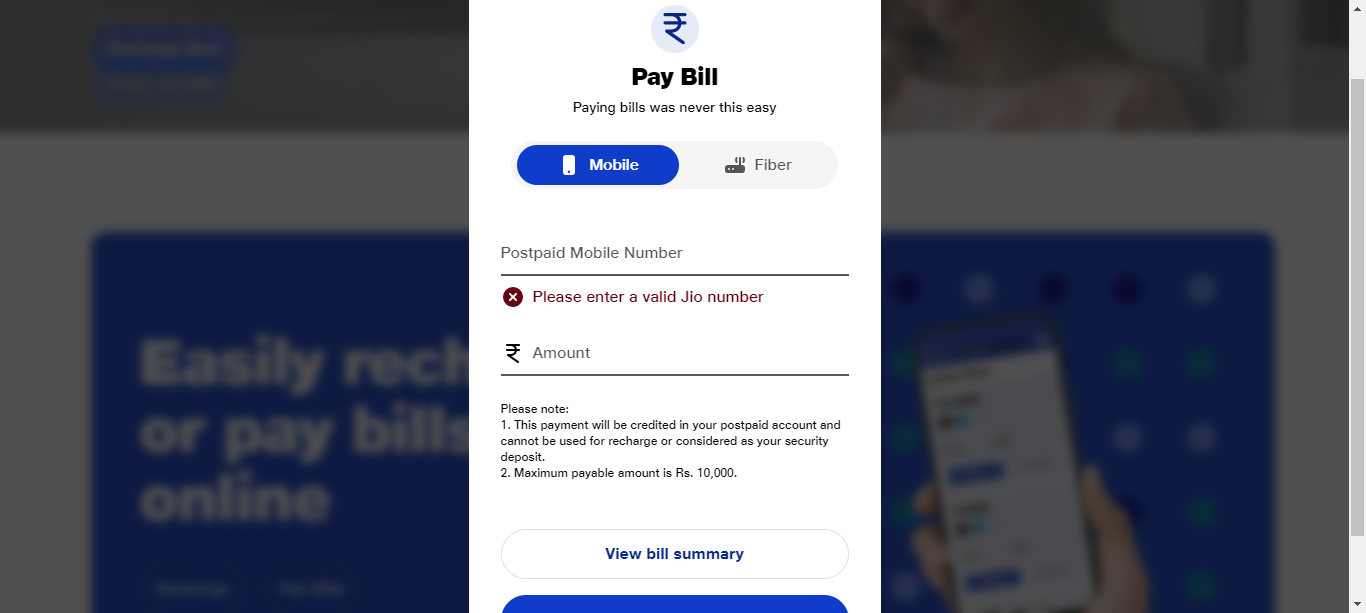 ₹
Pay Bill
Paying bills was never this easy
Mobile
Fiber
Postpaid Mobile Number
Please enter a valid Jio number
₹ Amount
Please note:
1. This payment will be credited in your postpaid account and
cannot be used for recharge or considered as your security
deposit.
2. Maximum payable amount is Rs. 10,000.
View bill summary
Easily rech
or pay bills
online
Recharge
Pay Bills